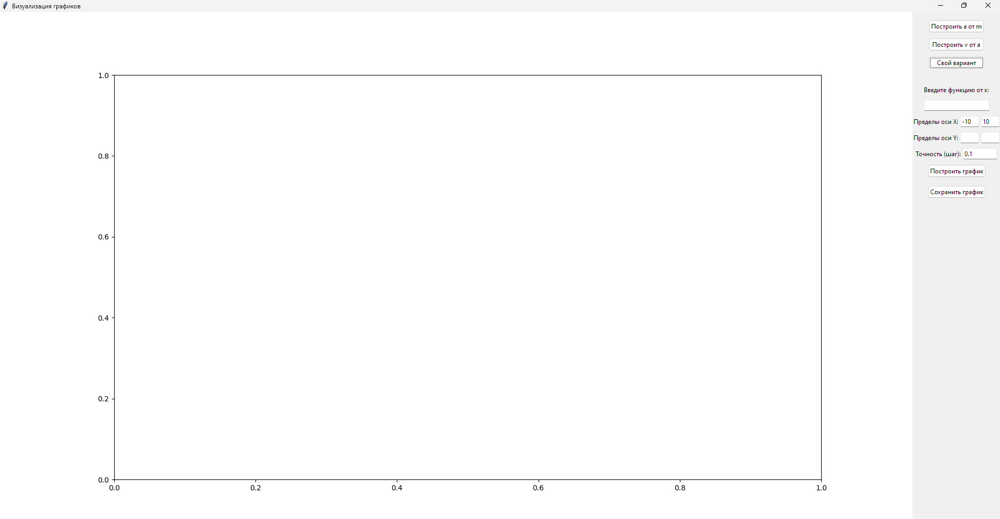 Визуализация графиков
Построить a от m
Построить v от a
Свой вариант
Введите функцию от x:
Пределы оси X: -10 10
Пределы оси Y:
Точность (шаг): 0.1
Построить график
Сохранить график
1.0
0.8
0.6
0.4
0.2
0.0
0.0 0.2 0.4 0.6 0.8 1.0